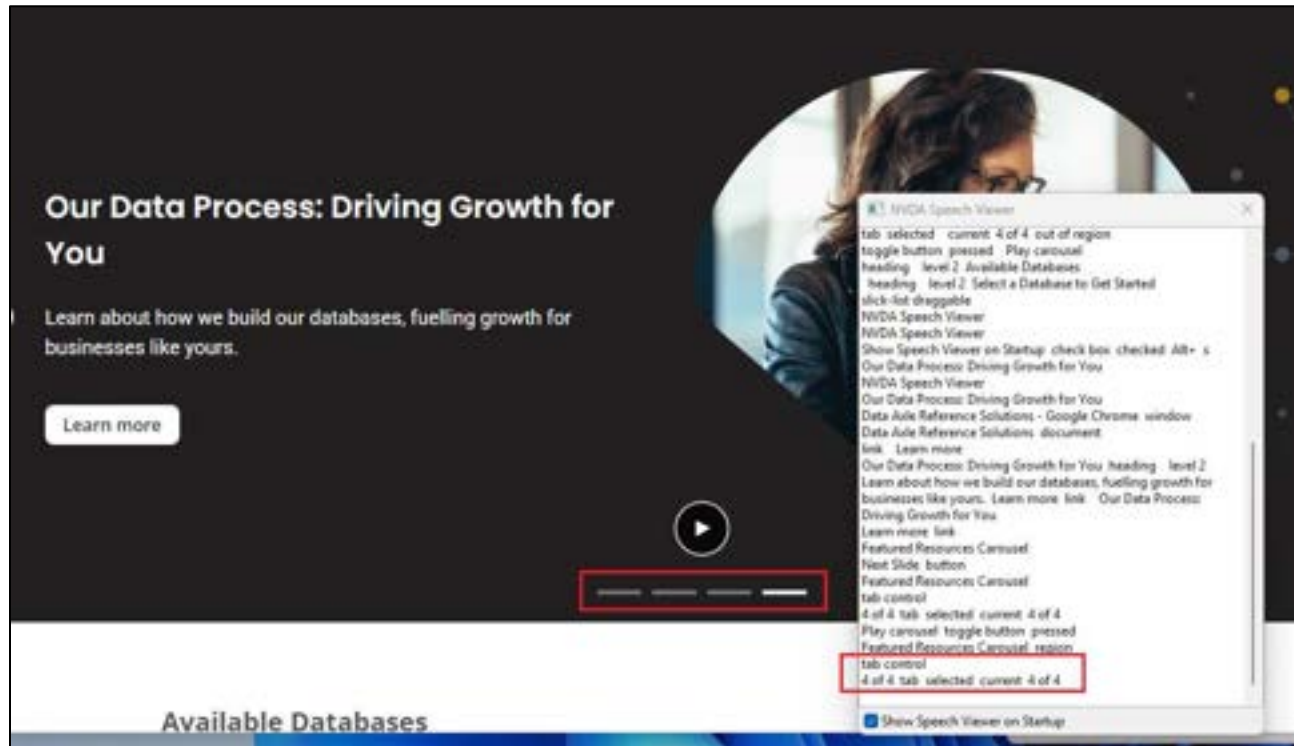 Our Data Process: Driving Growth for
You
Learn about how we build our databases, fuelling growth for
businesses like yours.
Learn more
Available Databases
NVDA Speech Viewer
tab selected current 4 of 4 out of region
toggle button pressed Play carousel
heading level 2 Available Databases
heading level 2 Select a Database to Get Started
slick-list draggable
NVDA Speech Viewer
NVDA Speech Viewer
Show Speech Viewer on Startup check box checked Alt+ s
Our Data Process: Driving Growth for You
NVDA Speech Viewer
Our Data Process: Driving Growth for You
Data Axle Reference Solutions - Google Chrome window
Data Axle Reference Solutions document
link Learn more
Our Data Process: Driving Growth for You heading level 2
Learn about how we build our databases, fuelling growth for
businesses like yours. Learn more link Our Data Process:
Driving Growth for You
Learn more link
Featured Resources Carousel
Next Slide button
Featured Resources Carousel
tab control
4 of 4 tab selected current 4 of 4
Play carousel toggle button pressed
Featured Resources Carousel region
tab control
4 of 4 tab selected current 4 of 4
Show Speech Viewer on Startup